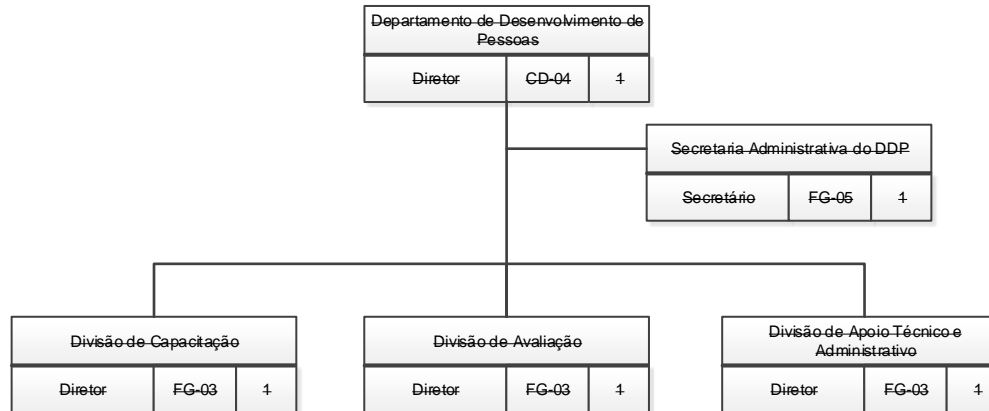 Departamento de Desenvolvimento de
Pessoas
Diretor CD-04 1
Secretaria Administrativa do DDP
Secretário FG-05 1
Divisão de Capacitação
Diretor FG-03 1
Divisão de Avaliação
Diretor FG-03 1
Divisão de Apoio Técnico e
Administrativo
Diretor FG-03 1